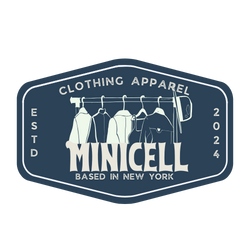 CLOTHING APPAREL
ESTD
2024
MINICELL
BASED IN NEW YORK